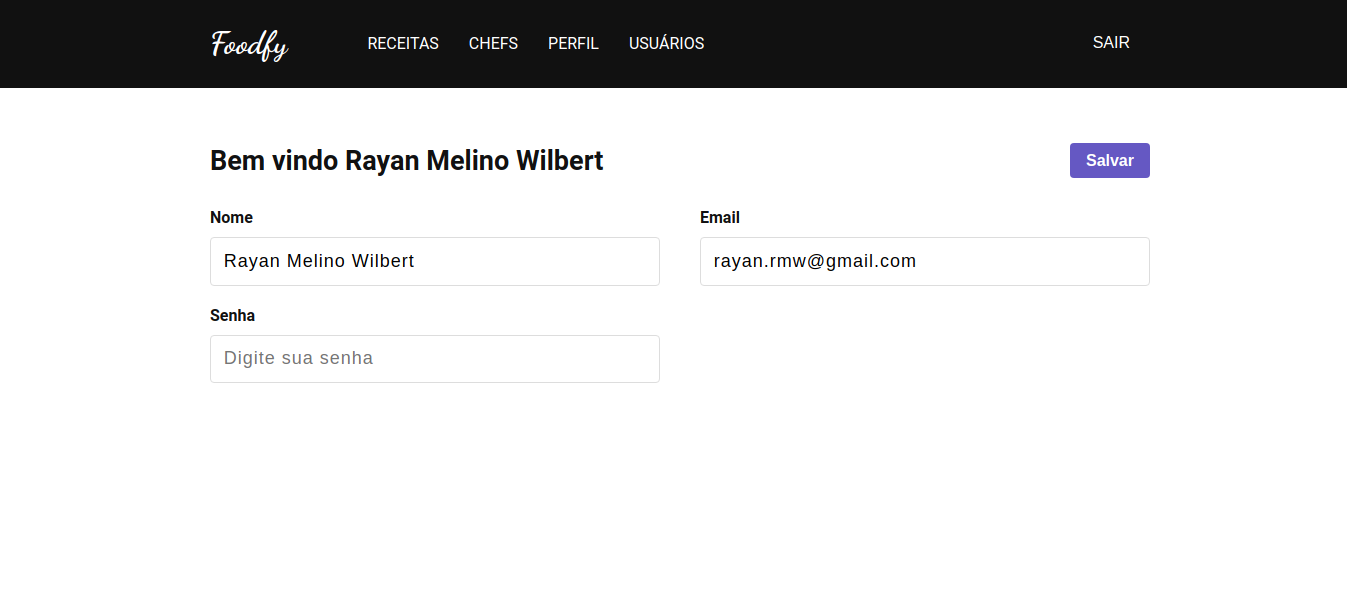 Foodfy RECEITAS CHEFS PERFIL USUÁRIOS SAIR
Bem vindo Rayan Melino Wilbert Salvar
Nome Email
Rayan Melino Wilbert rayan.rmw@gmail.com
Senha
Digite sua senha